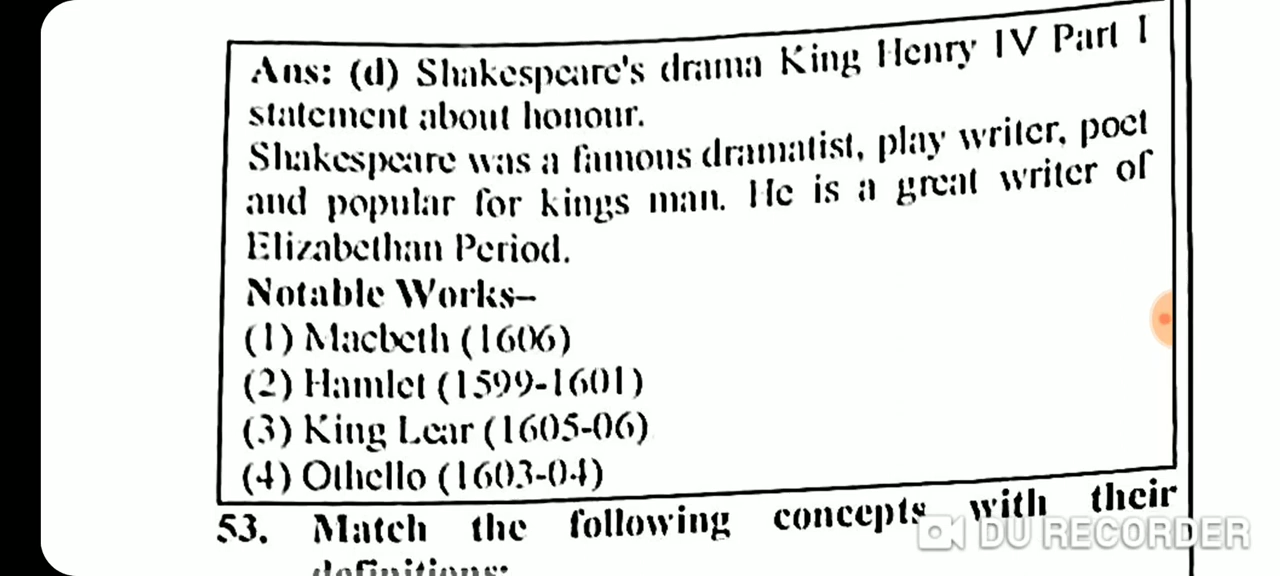 Ans: (d) Shakespeare's drama King Henry IV Part I
statement about honour.
Shakespeare was a famous dramatist, play writer, poet
and popular for kings man. He is a great writer of
Elizabethan Period.
Notable Works–
(1) Macbeth (1606)
(2) Hamlet (1599-1601)
(3) King Lear (1605-06)
(4) Othello (1603-04)
53. Match the following concepts with their
definitions:
DU RECORDER